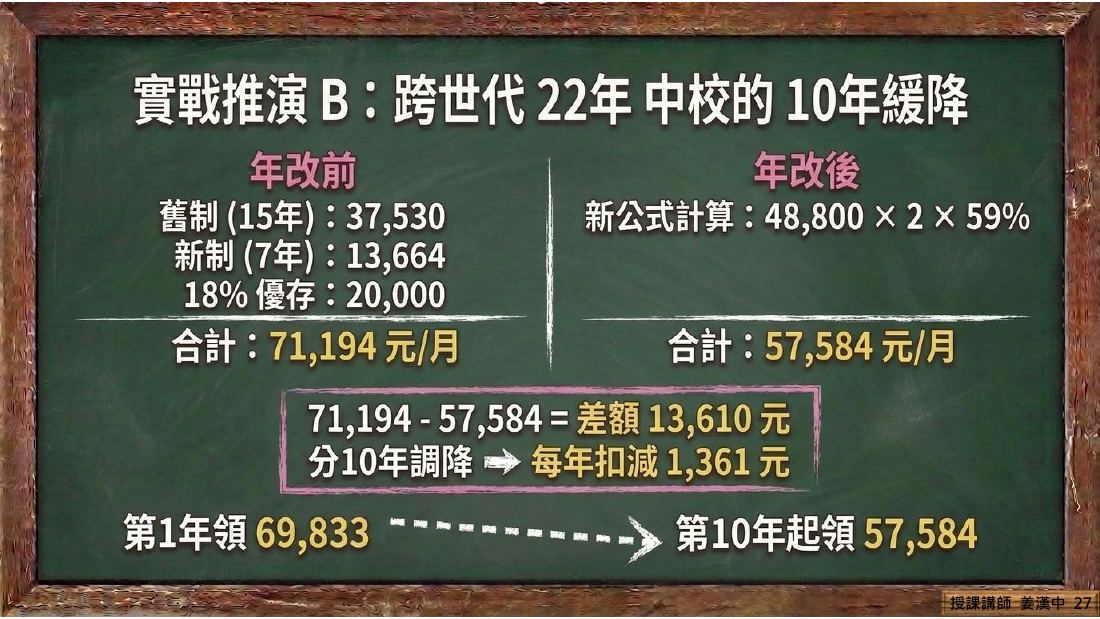 實戰推演 B：跨世代 22年 中校的 10年緩降
年改前
舊制 (15年)：37,530
新制 (7年)：13,664
18% 優存：20,000
合計：71,194 元/月
年改後
新公式計算：48,800 × 2 × 59%
合計：57,584 元/月
71,194 - 57,584 = 差額 13,610 元
分10年調降 ➡ 每年扣減 1,361 元
第1年領 69,833
第10年起領 57,584
授課講師 姜漢中 27